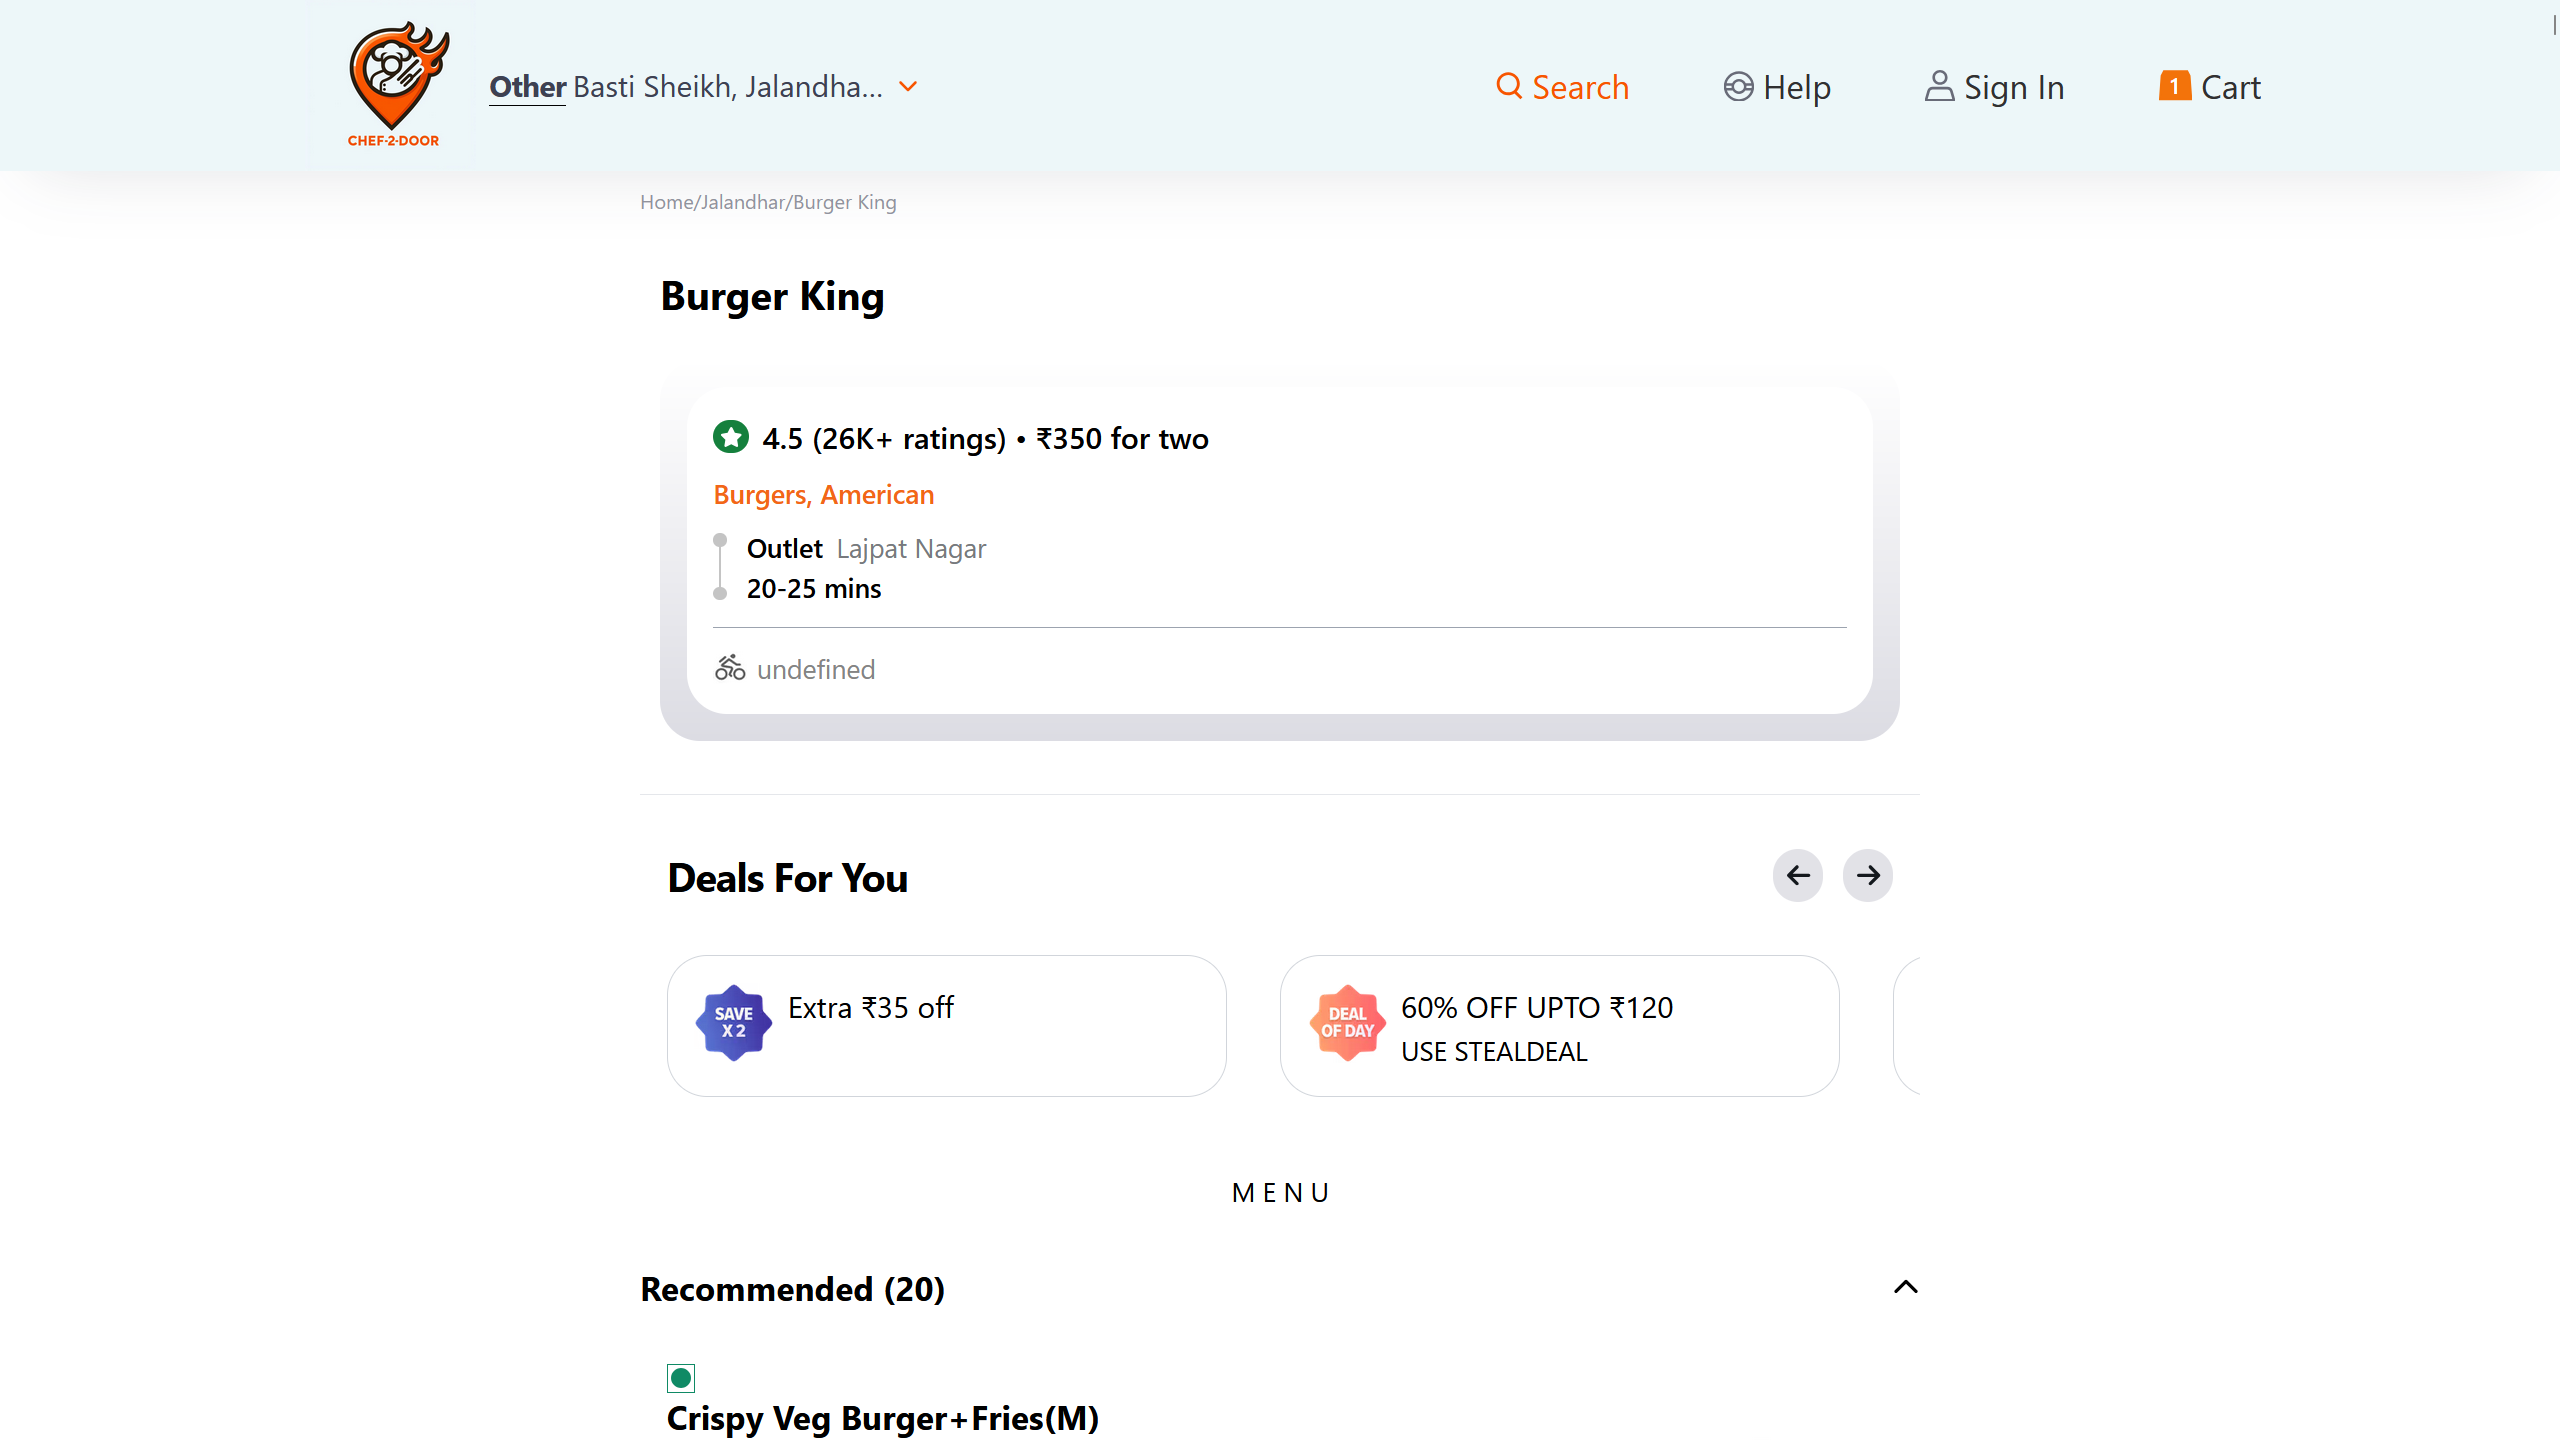 CHEF-2-DOOR
Other Basti Sheikh, Jalandha...
Search
Help
Sign In
1 Cart
Home/Jalandhar/Burger King
Burger King
4.5 (26K+ ratings) • ₹350 for two
Burgers, American
Outlet Lajpat Nagar
20-25 mins
undefined
Deals For You
SAVE
X 2
Extra ₹35 off
DEAL
OF DAY
60% OFF UPTO ₹120
USE STEALDEAL
MENU
Recommended (20)
Crispy Veg Burger+Fries(M)